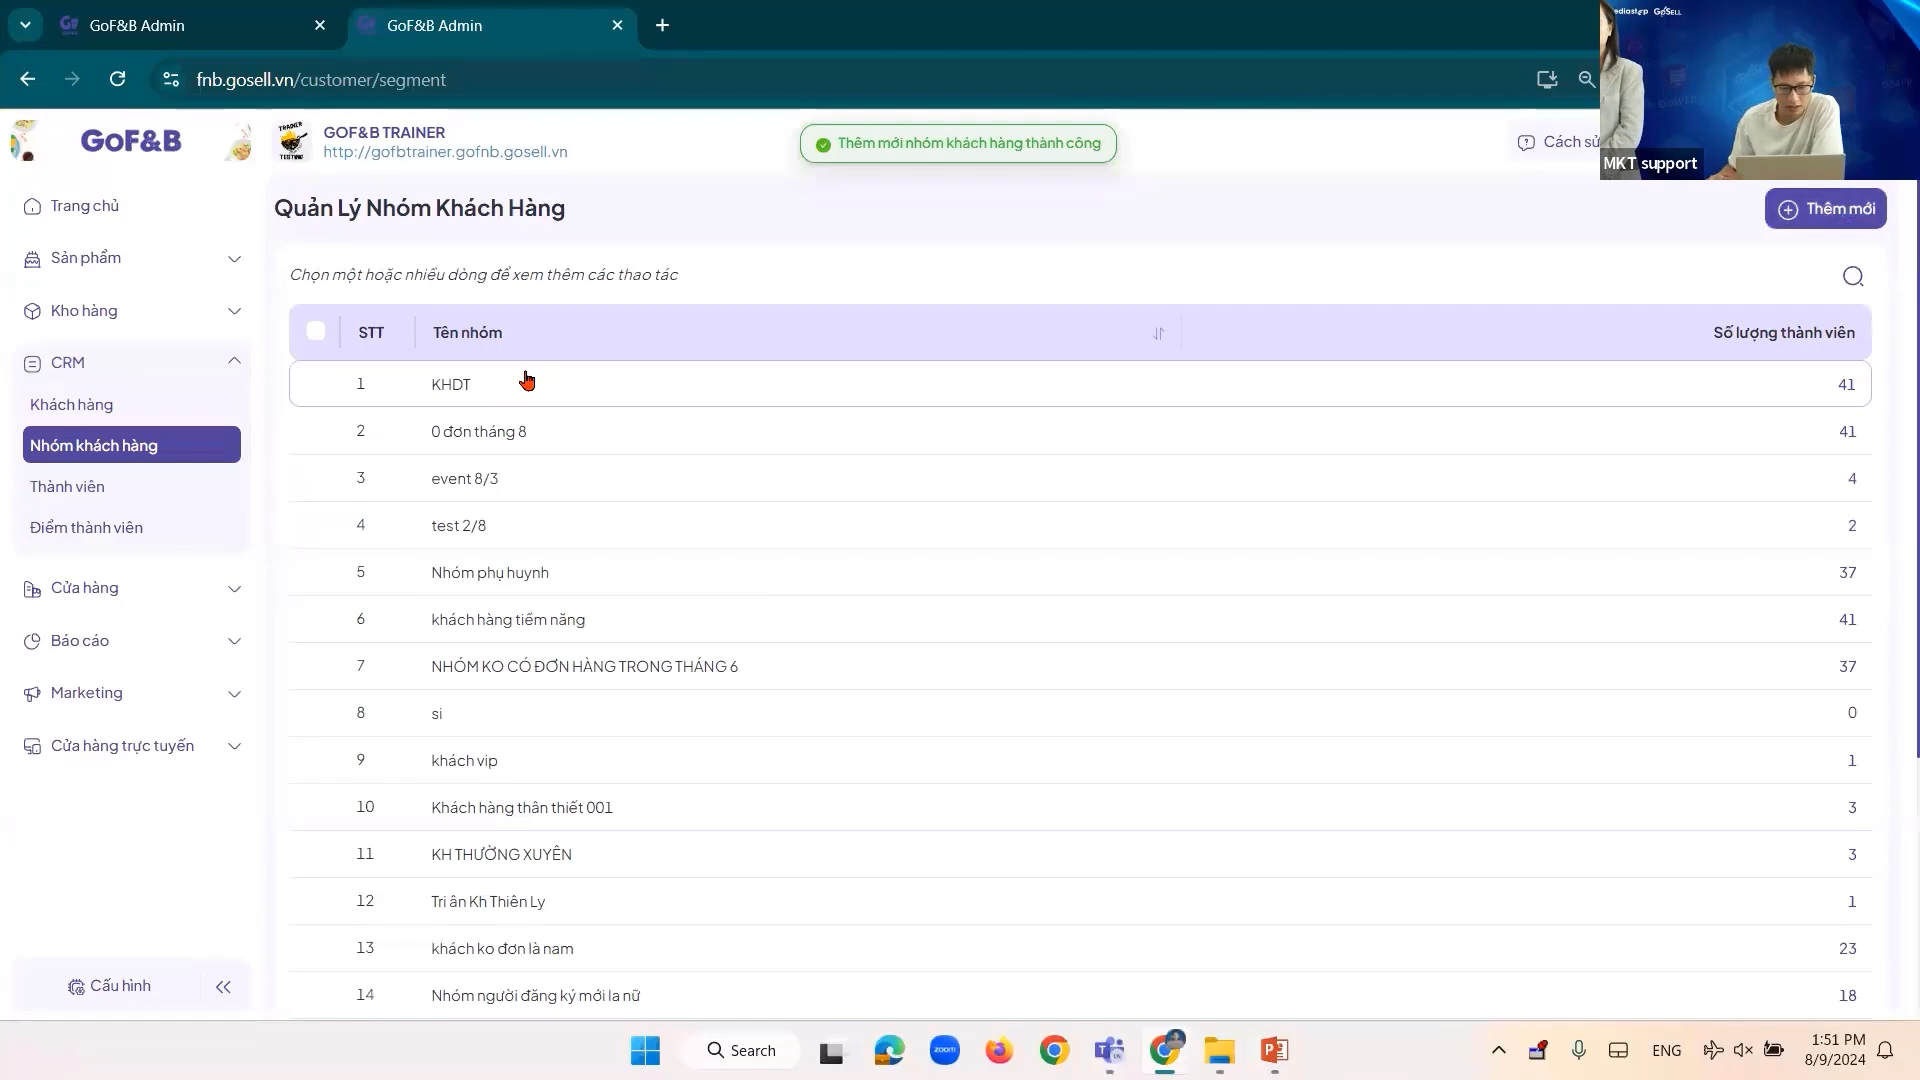 GoF&B Admin
GoF&B Admin
fnb.gosell.vn/customer/segment
GoSELL
MKT support
GoF&B
GOF&B TRAINER
http://gofbtrainer.gofnb.gosell.vn
Thêm mới nhóm khách hàng thành công
Cách sử
Trang chủ
Sản phẩm
Kho hàng
CRM
Khách hàng
Nhóm khách hàng
Thành viên
Điểm thành viên
Cửa hàng
Báo cáo
Marketing
Cửa hàng trực tuyến
Cấu hình
Quản Lý Nhóm Khách Hàng
Thêm mới
Chọn một hoặc nhiều dòng để xem thêm các thao tác
STT Tên nhóm Số lượng thành viên
1 KHDT 41
2 0 đơn tháng 8 41
3 event 8/3 4
4 test 2/8 2
5 Nhóm phụ huynh 37
6 khách hàng tiềm năng 41
7 NHÓM KO CÓ ĐƠN HÀNG TRONG THÁNG 6 37
8 si 0
9 khách vip 1
10 Khách hàng thân thiết 001 3
11 KH THƯỜNG XUYÊN 3
12 Tri ân Kh Thiên Ly 1
13 khách ko đơn là nam 23
14 Nhóm người đăng ký mới la nữ 18
Search
zoom
ENG
1:51 PM
8/9/2024